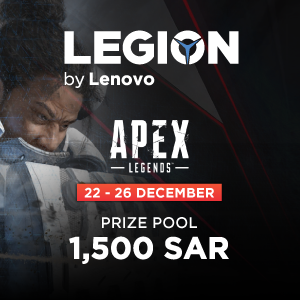 LEGION
by Lenovo
APEX
LEGENDS
22 - 26 DECEMBER
PRIZE POOL
1,500 SAR